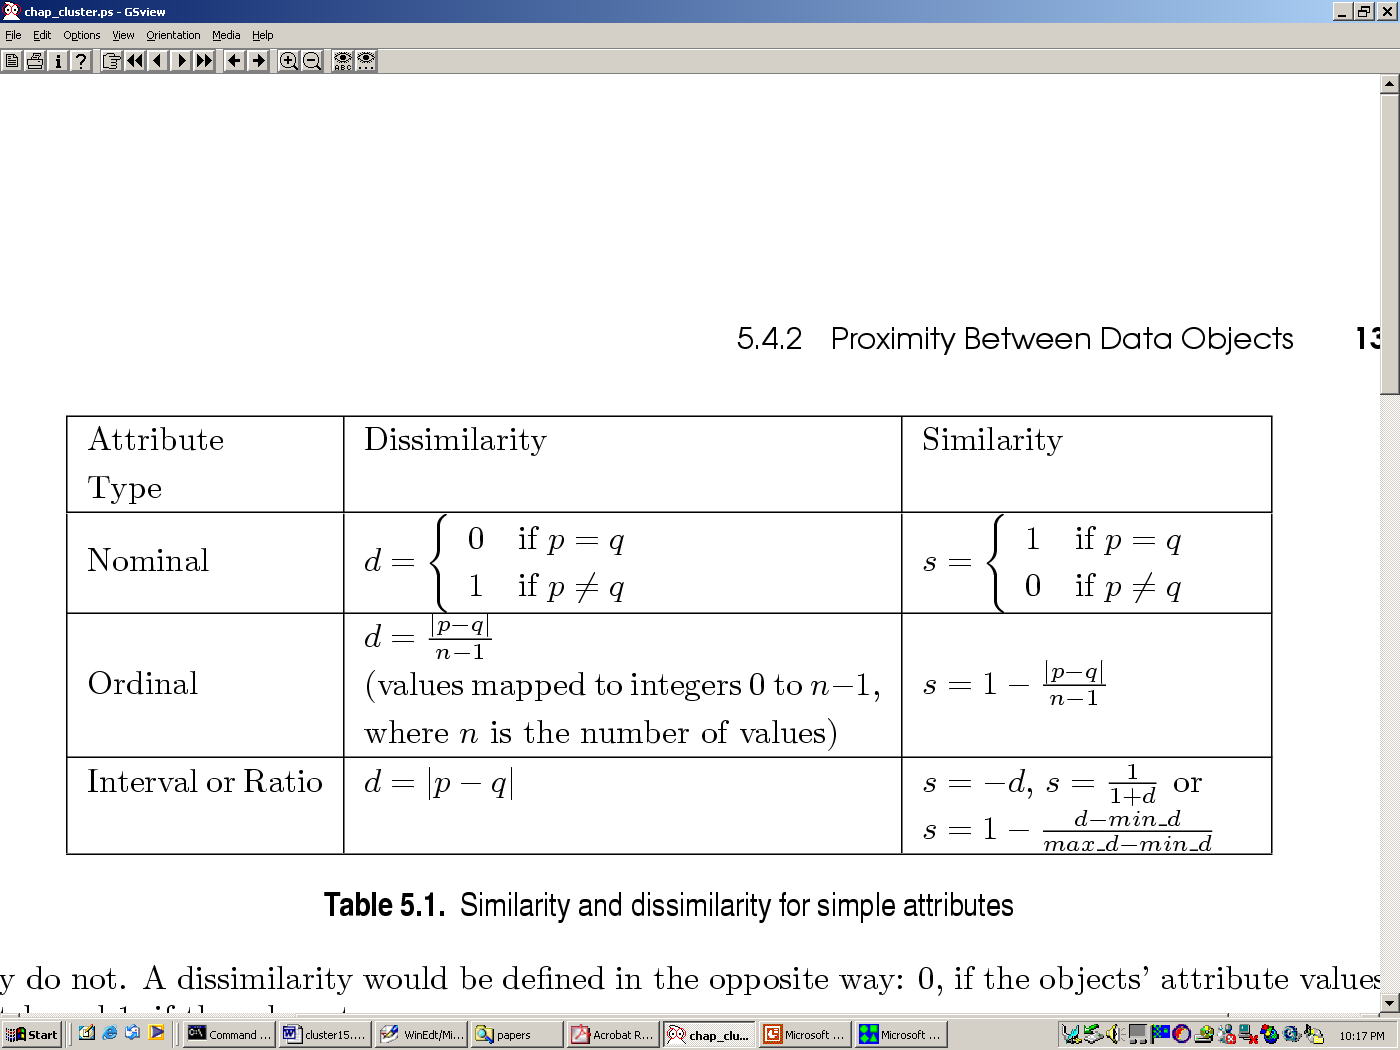 chap_cluster.ps - GSview
File Edit Options View Orientation Media Help
5.4.2 Proximity Between Data Objects 13
Attribute Type Dissimilarity Similarity
Nominal d = { 0 if p = q 1 if p ≠ q s = { 1 if p = q 0 if p ≠ q
Ordinal d = |p−q| / n−1 (values mapped to integers 0 to n−1, where n is the number of values) s = 1 − |p−q| / n−1
Interval or Ratio d = |p − q| s = −d, s = 1 / 1+d or s = 1 − d−min_d / max_d−min_d
Table 5.1. Similarity and dissimilarity for simple attributes
y do not. A dissimilarity would be defined in the opposite way: 0, if the objects' attribute values
Start Command ... cluster15.... WinEdt/Mi... papers Acrobat R... chap_clu... Microsoft ... Microsoft ... 10:17 PM